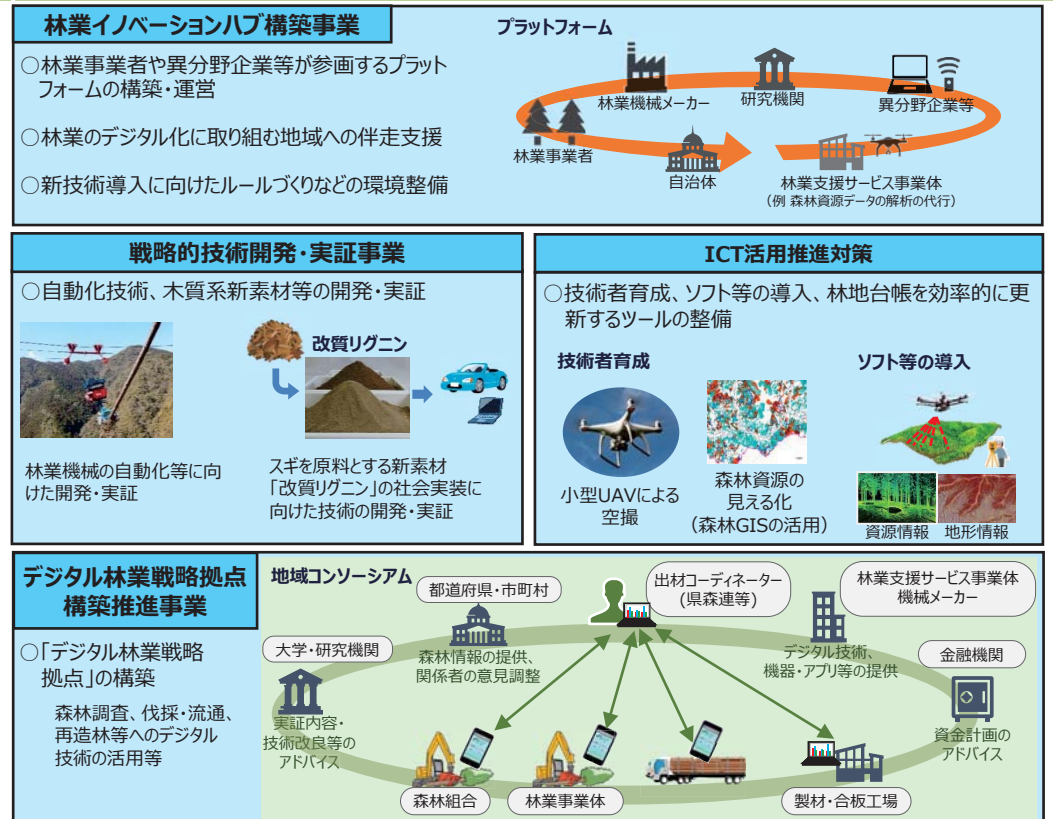 林業イノベーションハブ構築事業
○林業事業者や異分野企業等が参画するプラット
フォームの構築・運営
○林業のデジタル化に取り組む地域への伴走支援
○新技術導入に向けたルールづくりなどの環境整備
プラットフォーム
林業機械メーカー
研究機関
異分野企業等
林業事業者
自治体
林業支援サービス事業体
(例 森林資源データの解析の代行)
戦略的技術開発・実証事業
○自動化技術、木質系新素材等の開発・実証
改質リグニン
林業機械の自動化等に向
けた開発・実証
スギを原料とする新素材
「改質リグニン」の社会実装に
向けた技術の開発・実証
ICT活用推進対策
○技術者育成、ソフト等の導入、林地台帳を効率的に更
新するツールの整備
技術者育成
ソフト等の導入
小型UAVによる
空撮
森林資源の
見える化
(森林GISの活用)
資源情報
地形情報
デジタル林業戦略拠点
構築推進事業
○「デジタル林業戦略
拠点」の構築
森林調査、伐採・流通、
再造林等へのデジタル
技術の活用等
地域コンソーシアム
都道府県・市町村
森林情報の提供、
関係者の意見調整
出材コーディネーター
(県森連等)
林業支援サービス事業体
機械メーカー
デジタル技術、
機器・アプリ等の提供
大学・研究機関
実証内容・
技術改良等の
アドバイス
金融機関
資金計画の
アドバイス
森林組合
林業事業体
製材・合板工場